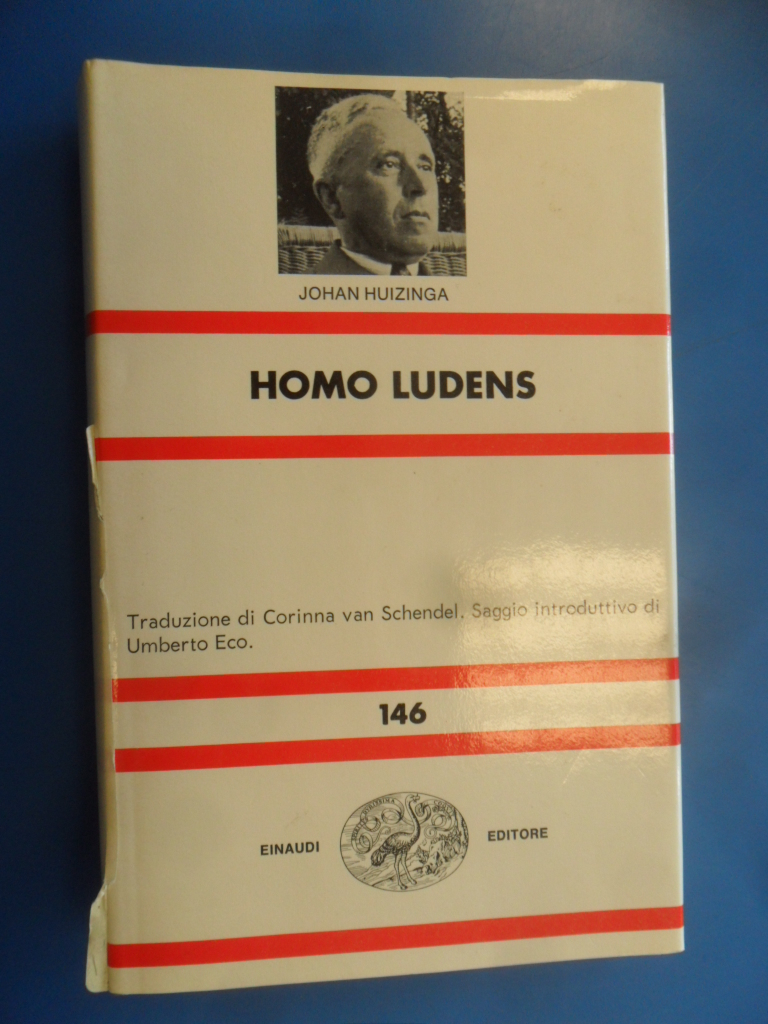 JOHAN HUIZINGA
HOMO LUDENS
Traduzione di Corinna van Schendel. Saggio introduttivo di
Umberto Eco.
146
EINAUDI
EDITORE